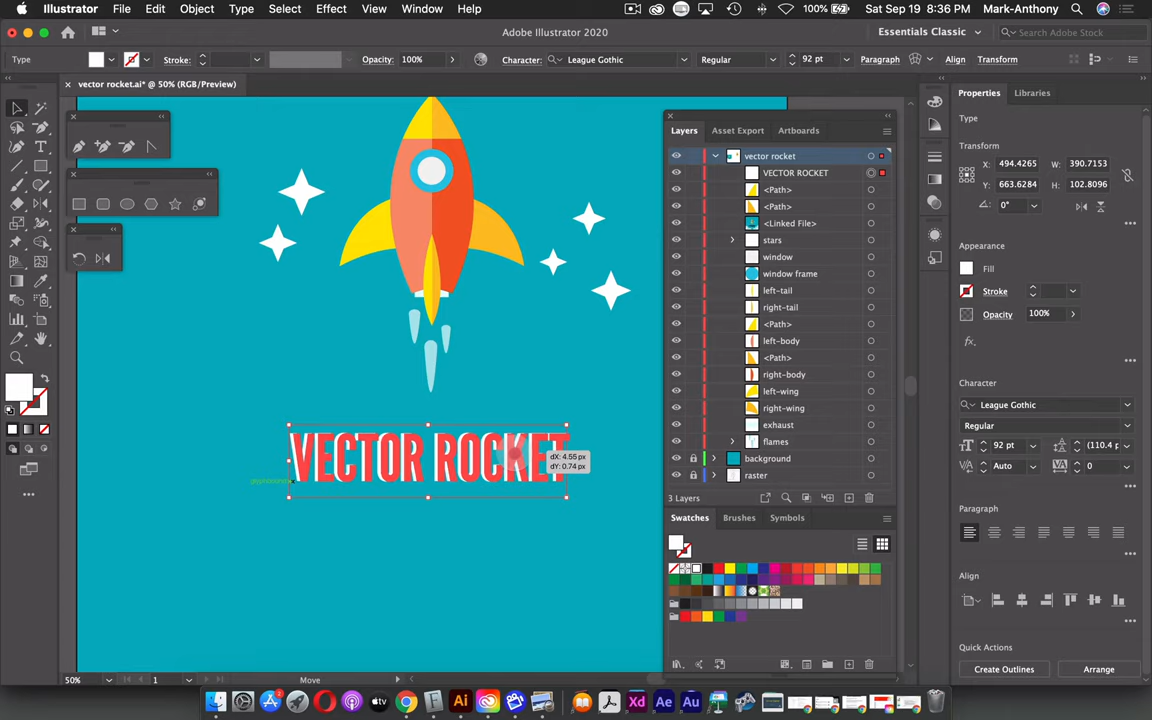 Illustrator File Edit Object Type Select Effect View Window Help 100% Sat Sep 19 8:36 PM Mark-Anthony
Adobe Illustrator 2020 Essentials Classic Search Adobe Stock
Type Stroke: Opacity: 100% Character: League Gothic Regular 92 pt Paragraph Align Transform
vector rocket.ai* @ 50% (RGB/Preview)
Layers Asset Export Artboards
vector rocket
VECTOR ROCKET
<Path>
<Path>
<Linked File>
stars
window
window frame
left-tail
right-tail
<Path>
left-body
<Path>
right-body
left-wing
right-wing
exhaust
flames
background
raster
3 Layers
Swatches Brushes Symbols
VECTOR ROCKET
dX: 4.55 px
dY: 0.74 px
Properties Libraries
Type
Transform
X: 494.4265 W: 390.7153
Y: 663.6284 H: 102.8096
0°
Appearance
Fill
Stroke
Opacity 100%
fx.
Character
League Gothic
Regular
92 pt (110.4 p
Auto 0
Paragraph
Align
Quick Actions
Create Outlines Arrange
50% 1 Move